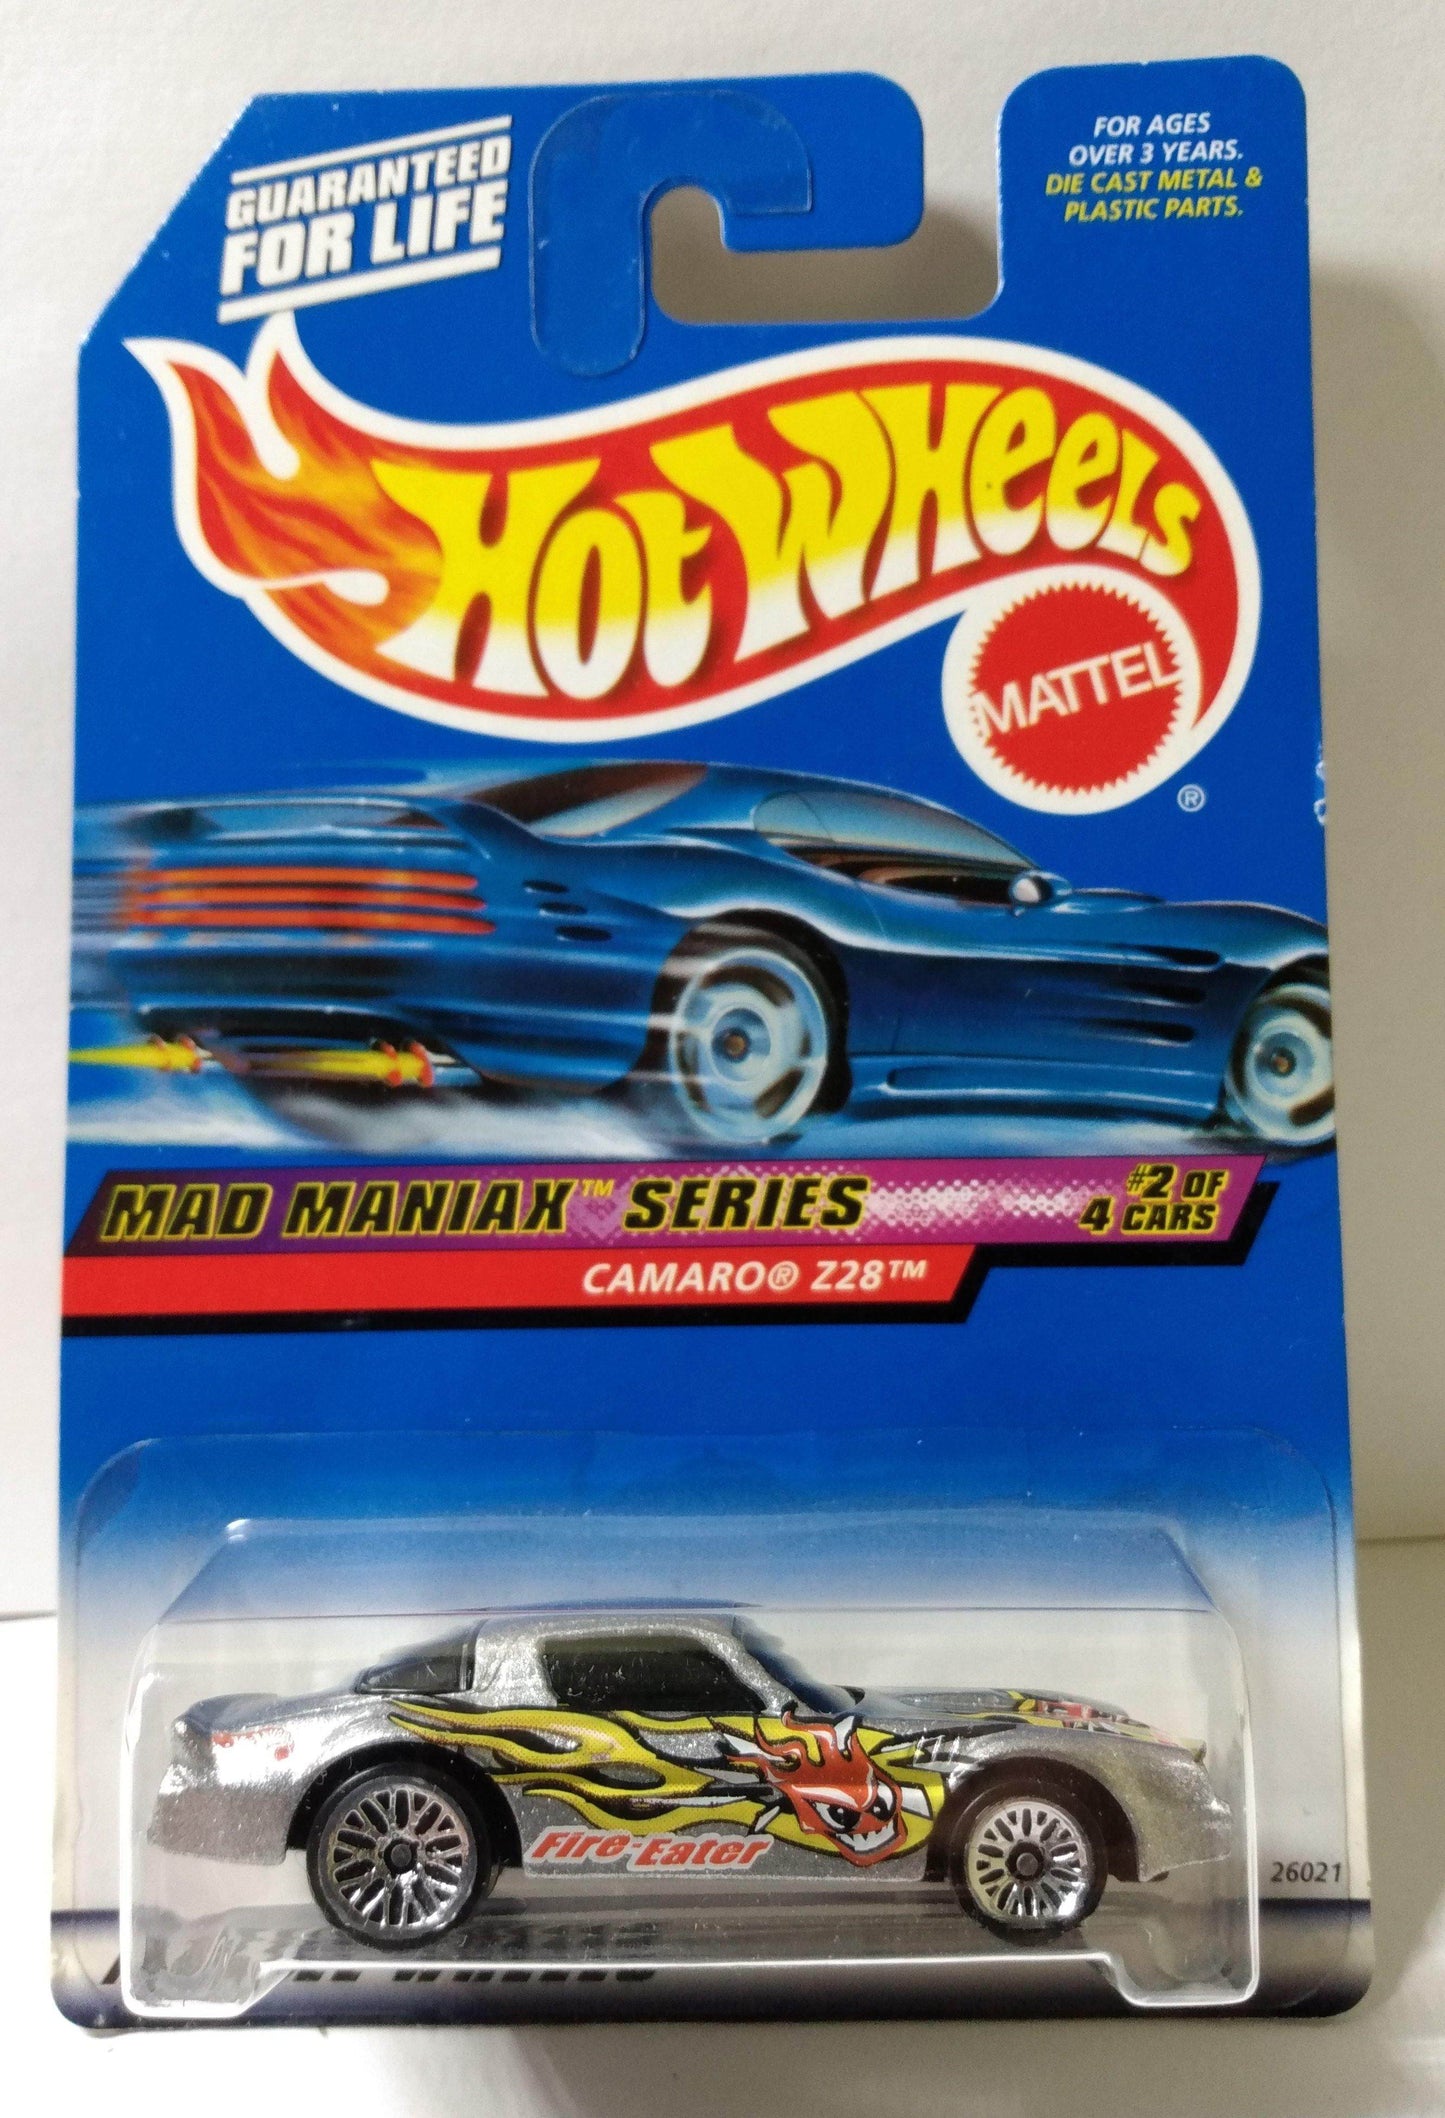 GUARANTEED
FOR LIFE
FOR AGES
OVER 3 YEARS.
DIE CAST METAL &
PLASTIC PARTS.
Hot Wheels
MATTEL
®
MAD MANIAX™ SERIES
#2 OF
4 CARS
CAMARO® Z28™
Fire-Eater
26021